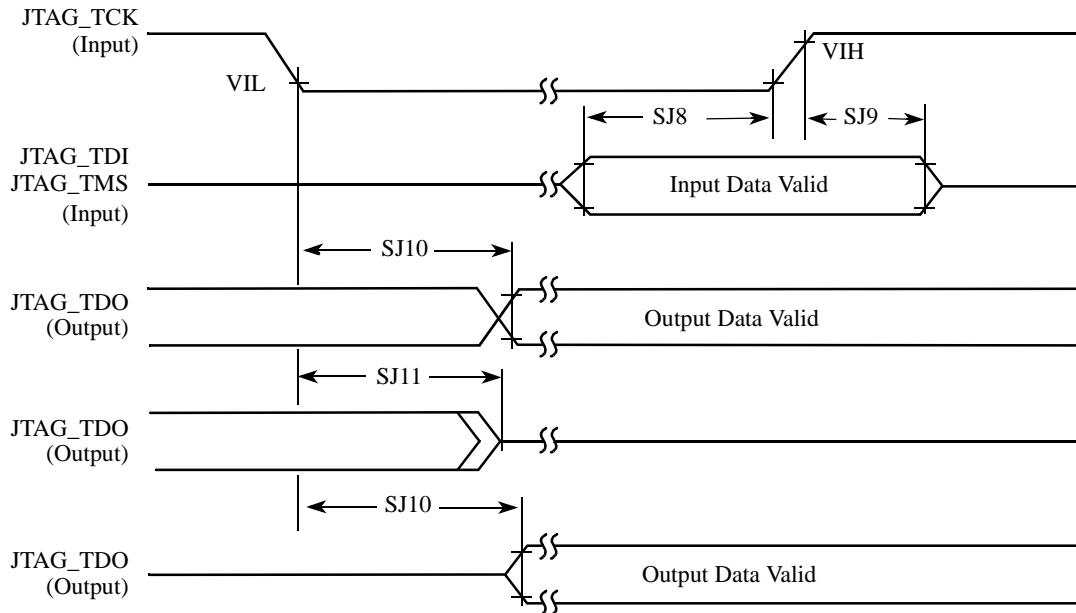 JTAG_TCK
(Input)
VIH
VIL
SJ8
SJ9
JTAG_TDI
JTAG_TMS
(Input)
Input Data Valid
SJ10
JTAG_TDO
(Output)
Output Data Valid
SJ11
JTAG_TDO
(Output)
SJ10
JTAG_TDO
(Output)
Output Data Valid